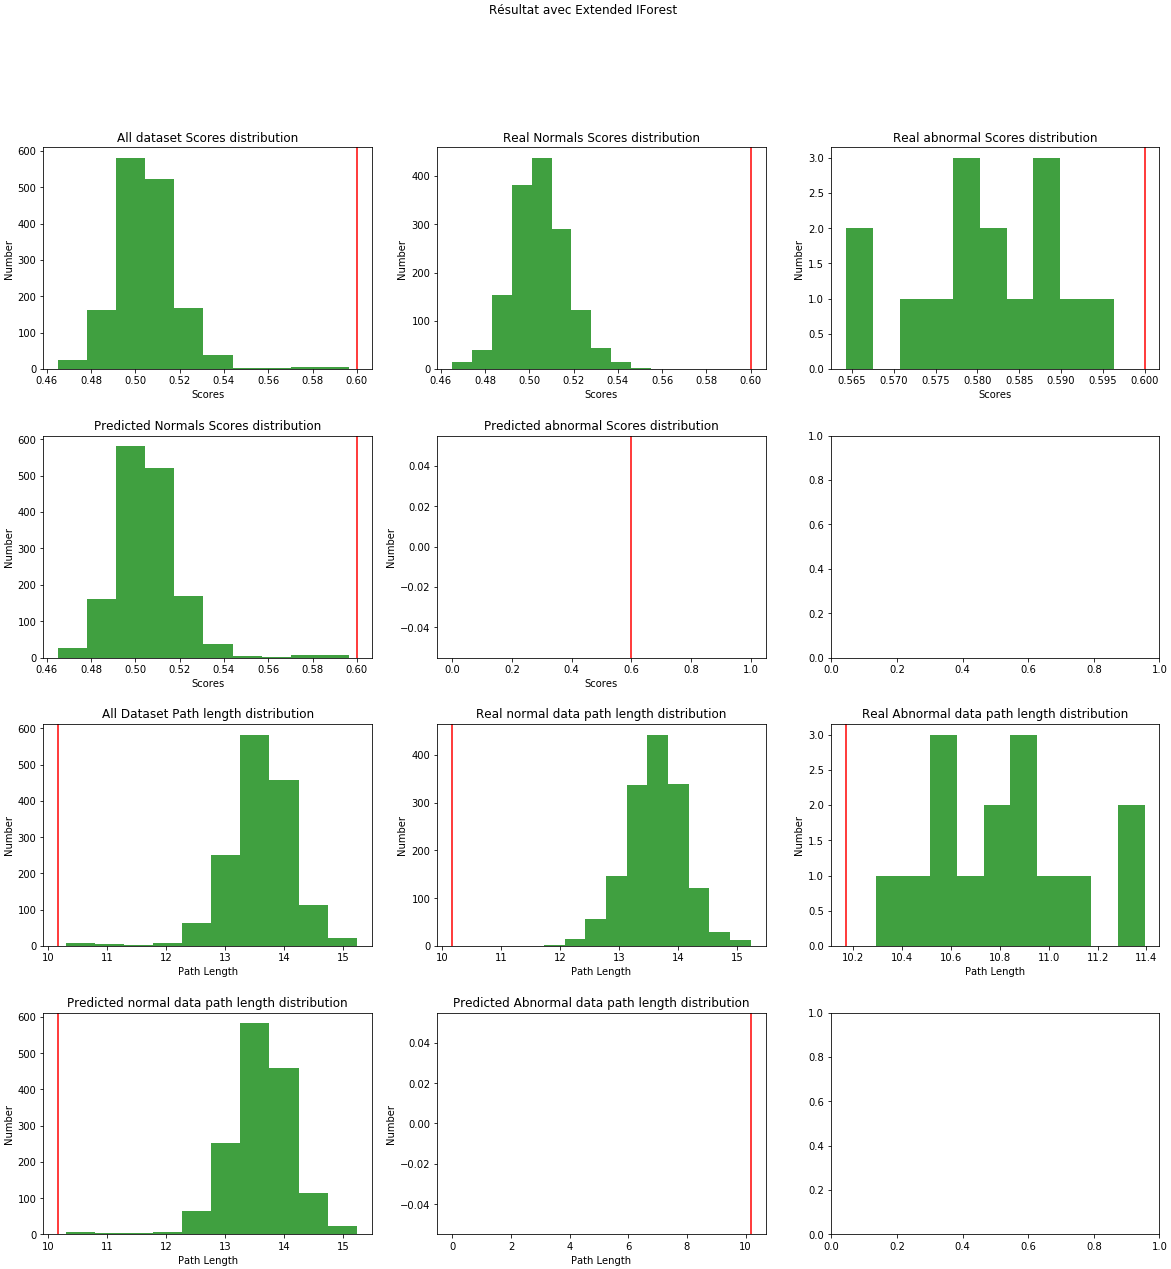 Résultat avec Extended IForest
All dataset Scores distribution
Number
600
500
400
300
200
100
0
0.46 0.48 0.50 0.52 0.54 0.56 0.58 0.60
Scores
Real Normals Scores distribution
Number
400
300
200
100
0
0.46 0.48 0.50 0.52 0.54 0.56 0.58 0.60
Scores
Real abnormal Scores distribution
Number
3.0
2.5
2.0
1.5
1.0
0.5
0.0
0.565 0.570 0.575 0.580 0.585 0.590 0.595 0.600
Scores
Predicted Normals Scores distribution
Number
600
500
400
300
200
100
0
0.46 0.48 0.50 0.52 0.54 0.56 0.58 0.60
Scores
Predicted abnormal Scores distribution
Number
0.04
0.02
0.00
−0.02
−0.04
0.0 0.2 0.4 0.6 0.8 1.0
Scores
1.0
0.8
0.6
0.4
0.2
0.0
0.0 0.2 0.4 0.6 0.8 1.0
All Dataset Path length distribution
Number
600
500
400
300
200
100
0
10 11 12 13 14 15
Path Length
Real normal data path length distribution
Number
400
300
200
100
0
10 11 12 13 14 15
Path Length
Real Abnormal data path length distribution
Number
3.0
2.5
2.0
1.5
1.0
0.5
0.0
10.2 10.4 10.6 10.8 11.0 11.2 11.4
Path Length
Predicted normal data path length distribution
Number
600
500
400
300
200
100
0
10 11 12 13 14 15
Path Length
Predicted Abnormal data path length distribution
Number
0.04
0.02
0.00
−0.02
−0.04
0 2 4 6 8 10
Path Length
1.0
0.8
0.6
0.4
0.2
0.0
0.0 0.2 0.4 0.6 0.8 1.0